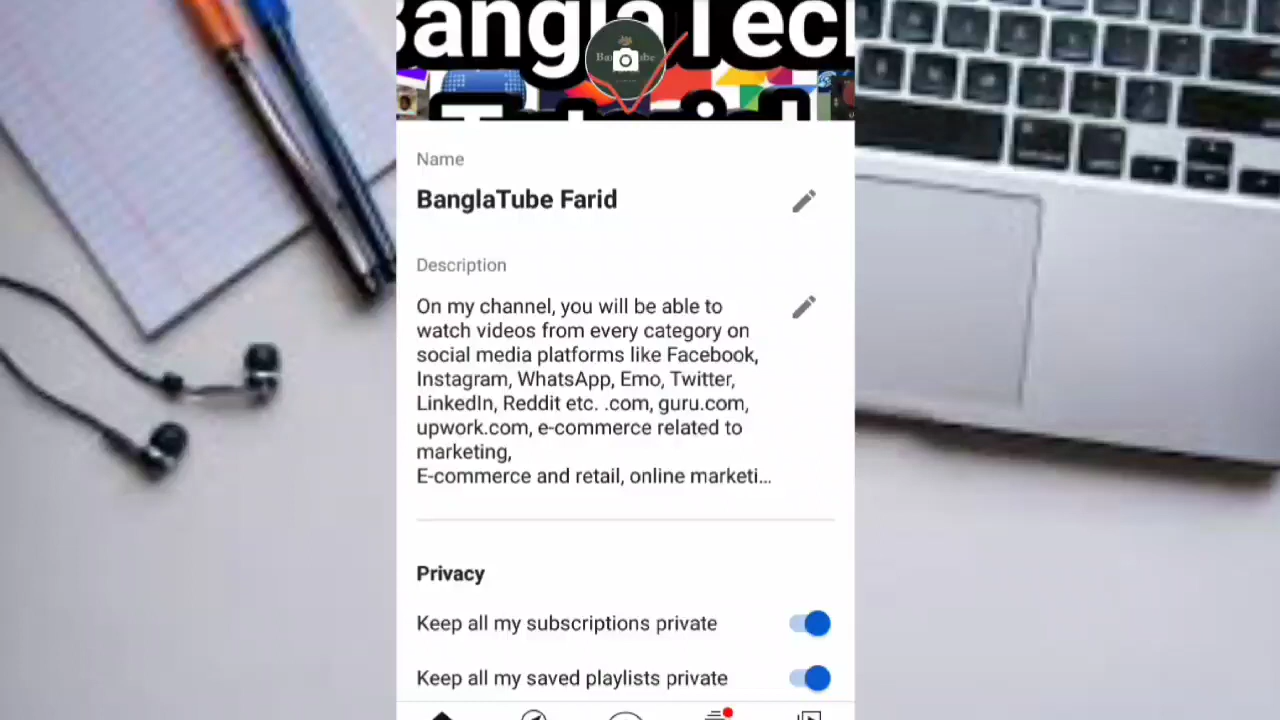 BanglaTech
Name
BanglaTube Farid
Description
On my channel, you will be able to
watch videos from every category on
social media platforms like Facebook,
Instagram, WhatsApp, Emo, Twitter,
LinkedIn, Reddit etc. .com, guru.com,
upwork.com, e-commerce related to
marketing,
E-commerce and retail, online marketi...
Privacy
Keep all my subscriptions private
Keep all my saved playlists private